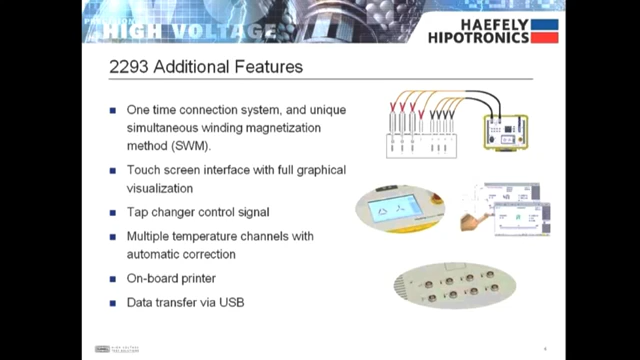 HIGH VOLTAGE
HAEFELY
HIPOTRONICS
2293 Additional Features
One time connection system, and unique
simultaneous winding magnetization
method (SWM).
Touch screen interface with full graphical
visualization
Tap changer control signal
Multiple temperature channels with
automatic correction
On-board printer
Data transfer via USB